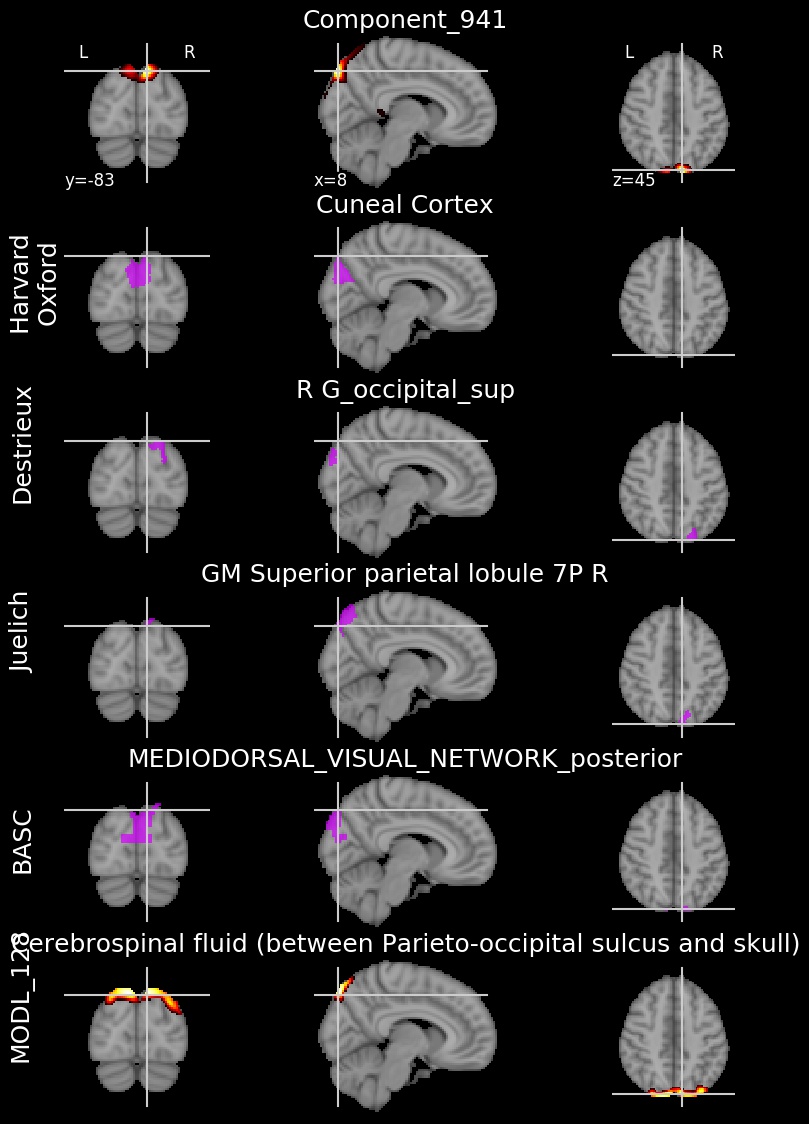 Component_941
L R L R
y=-83 x=8 z=45
Cuneal Cortex
Harvard
Oxford
R G_occipital_sup
Destrieux
GM Superior parietal lobule 7P R
Juelich
MEDIODORSAL_VISUAL_NETWORK_posterior
BASC
erebrospinal fluid (between Parieto-occipital sulcus and skull)
MODL_128